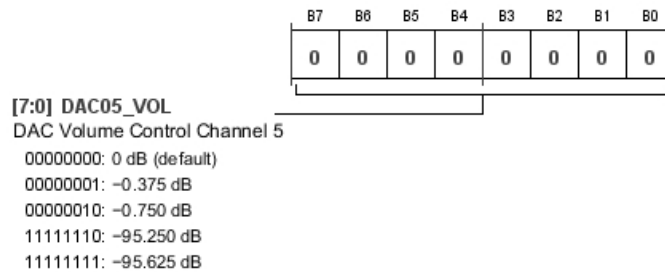 B7 B6 B5 B4 B3 B2 B1 B0
0 0 0 0 0 0 0 0
[7:0] DAC05_VOL
DAC Volume Control Channel 5
00000000: 0 dB (default)
00000001: −0.375 dB
00000010: −0.750 dB
11111110: −95.250 dB
11111111: −95.625 dB